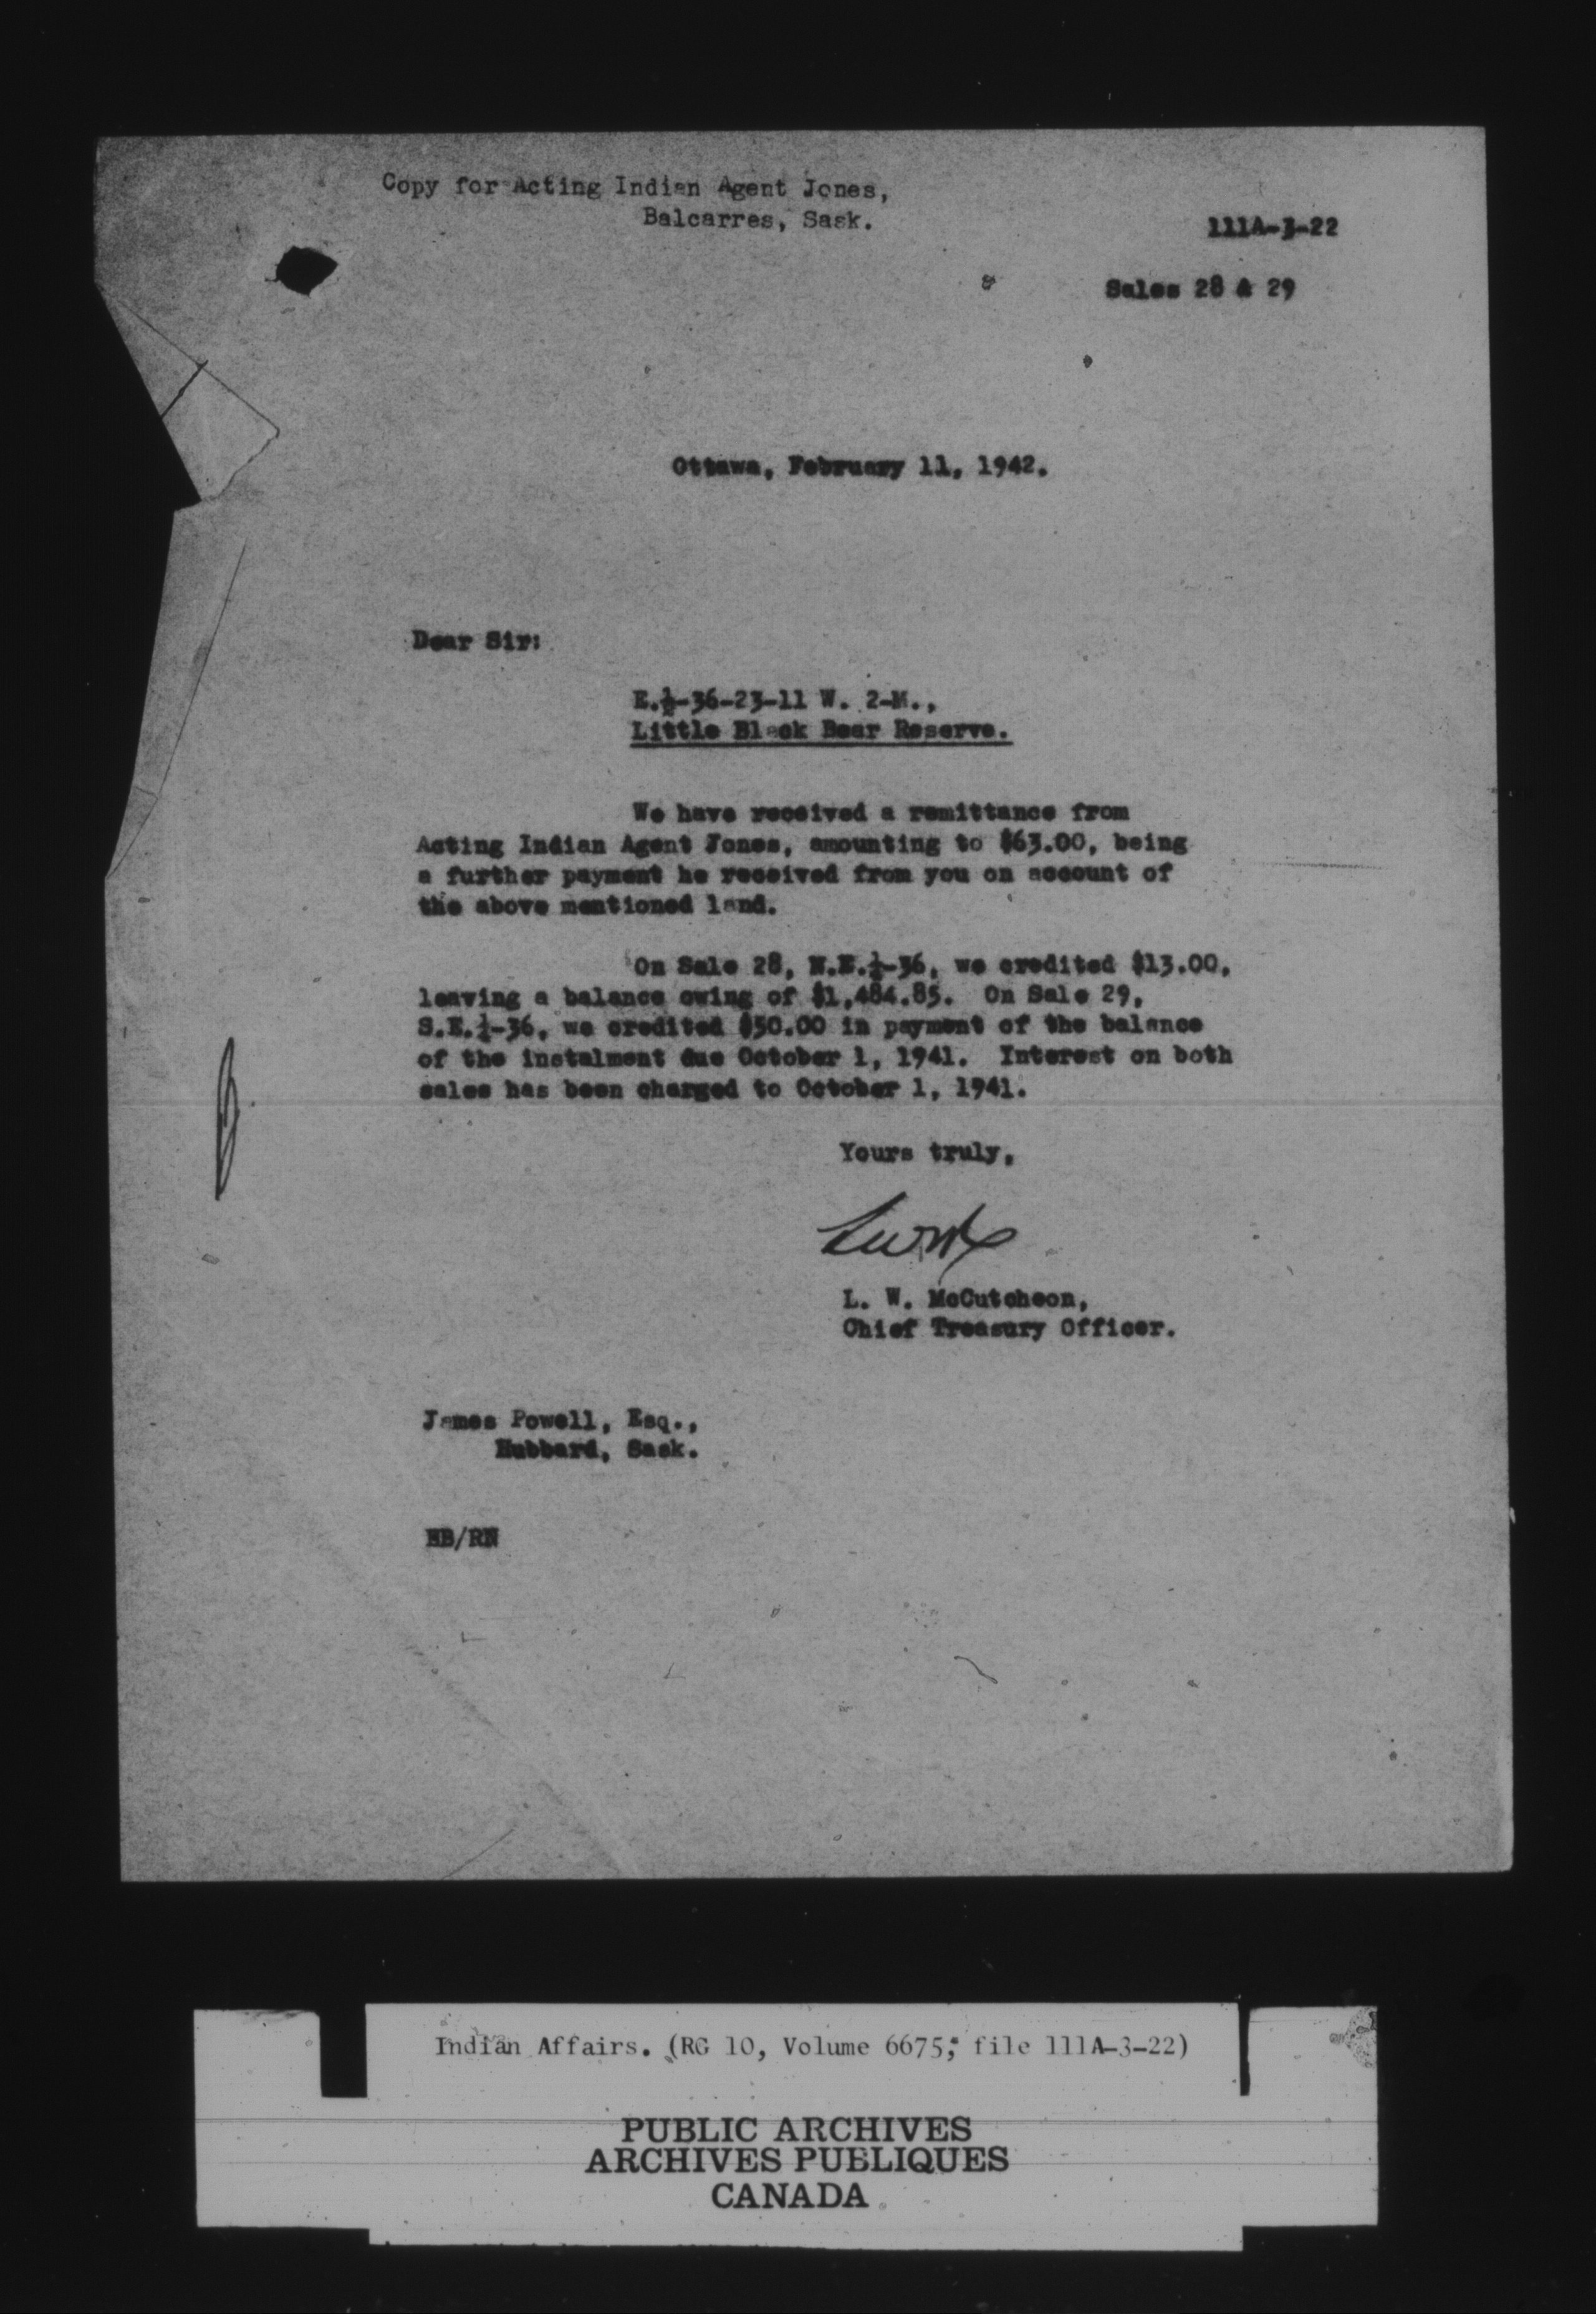 Copy for Acting Indian Agent Jones,
Balcarres, Sask.
111A-3-22
Sales 28 & 29
Ottawa, February 11, 1942.
Dear Sir:
E.½-36-23-11 W. 2-M.,
Little Black Bear Reserve.
We have received a remittance from
Acting Indian Agent Jones, amounting to $63.00, being
a further payment he received from you on account of
the above mentioned land.
On Sale 28, N.E.¼-36, we credited $13.00,
leaving a balance owing of $1,484.85. On Sale 29,
S.E.¼-36, we credited $50.00 in payment of the balance
of the instalment due October 1, 1941. Interest on both
sales has been charged to October 1, 1941.
Yours truly,
L. W. McCutcheon,
Chief Treasury Officer.
James Powell, Esq.,
Hubbard, Sask.
/RN
Indian Affairs. (RG 10, Volume 6675, file 111A-3-22)
PUBLIC ARCHIVES
ARCHIVES PUBLIQUES
CANADA